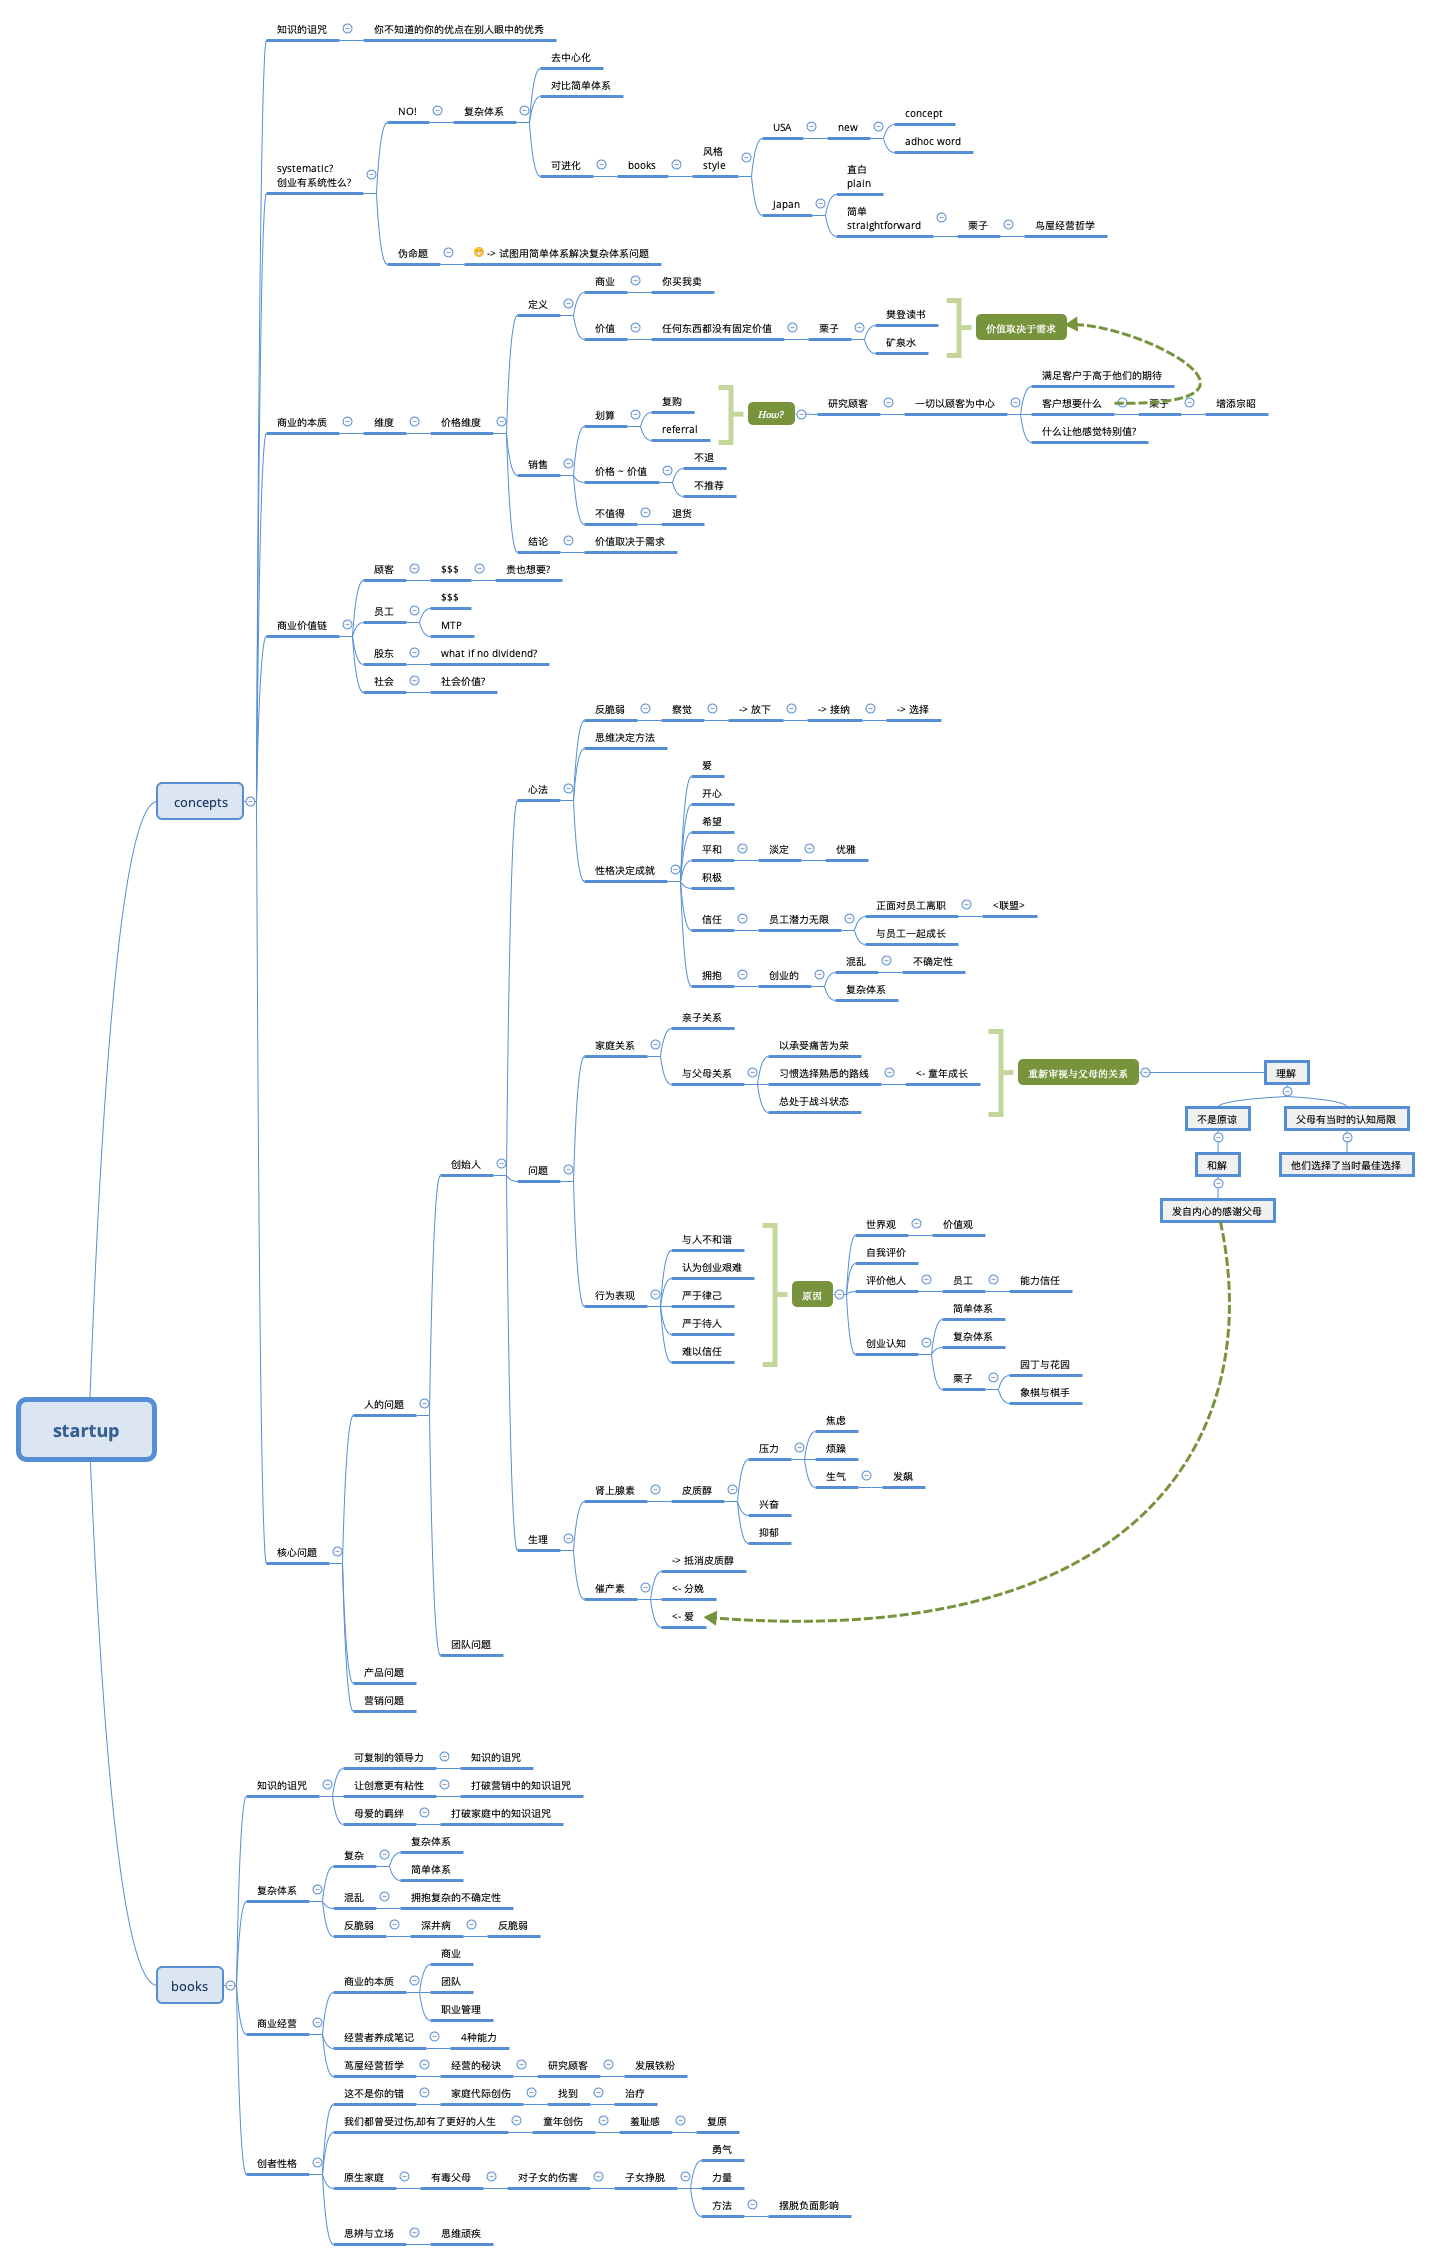 startup
concepts
知识的诅咒
你不知道的你的优点在别人眼中的优秀
systematic?
创业有系统性么?
NO!
复杂体系
去中心化
对比简单体系
可进化
books
风格
style
USA
new
concept
adhoc word
Japan
直白
plain
简单
straightforward
栗子
鸟屋经营哲学
伪命题
-> 试图用简单体系解决复杂体系问题
商业的本质
维度
价格维度
定义
商业
你买我卖
价值
任何东西都没有固定价值
栗子
樊登读书
矿泉水
价值取决于需求
销售
划算
复购
referral
How?
研究顾客
一切以顾客为中心
满足客户于高于他们的期待
客户想要什么
栗子
增添宗昭
什么让他感觉特别值?
价格 ~ 价值
不退
不推荐
不值得
退货
结论
价值取决于需求
商业价值链
顾客
$$$
贵也想要?
员工
$$$
MTP
股东
what if no dividend?
社会
社会价值?
核心问题
人的问题
创始人
心法
反脆弱
察觉
-> 放下
-> 接纳
-> 选择
思维决定方法
性格决定成就
爱
开心
希望
平和
淡定
优雅
积极
信任
员工潜力无限
正面对员工离职
<联盟>
与员工一起成长
拥抱
创业的
混乱
不确定性
复杂体系
问题
家庭关系
亲子关系
与父母关系
以承受痛苦为荣
习惯选择熟悉的路线
<- 童年成长
总处于战斗状态
重新审视与父母的关系
理解
不是原谅
和解
发自内心的感谢父母
父母有当时的认知局限
他们选择了当时最佳选择
行为表现
与人不和谐
认为创业艰难
严于律己
严于待人
难以信任
原因
世界观
价值观
自我评价
评价他人
员工
能力信任
创业认知
简单体系
复杂体系
栗子
园丁与花园
象棋与棋手
生理
肾上腺素
皮质醇
压力
焦虑
烦躁
生气
发飙
兴奋
抑郁
催产素
-> 抵消皮质醇
<- 分娩
<- 爱
团队问题
产品问题
营销问题
books
知识的诅咒
可复制的领导力
知识的诅咒
让创意更有粘性
打破营销中的知识诅咒
母爱的羁绊
打破家庭中的知识诅咒
复杂体系
复杂
复杂体系
简单体系
混乱
拥抱复杂的不确定性
反脆弱
深井病
反脆弱
商业经营
商业的本质
商业
团队
职业管理
经营者养成笔记
4种能力
茑屋经营哲学
经营的秘诀
研究顾客
发展铁粉
创者性格
这不是你的错
家庭代际创伤
找到
治疗
我们都曾受过伤,却有了更好的人生
童年创伤
羞耻感
复原
原生家庭
有毒父母
对子女的伤害
子女挣脱
勇气
力量
方法
摆脱负面影响
思辨与立场
思维顽疾